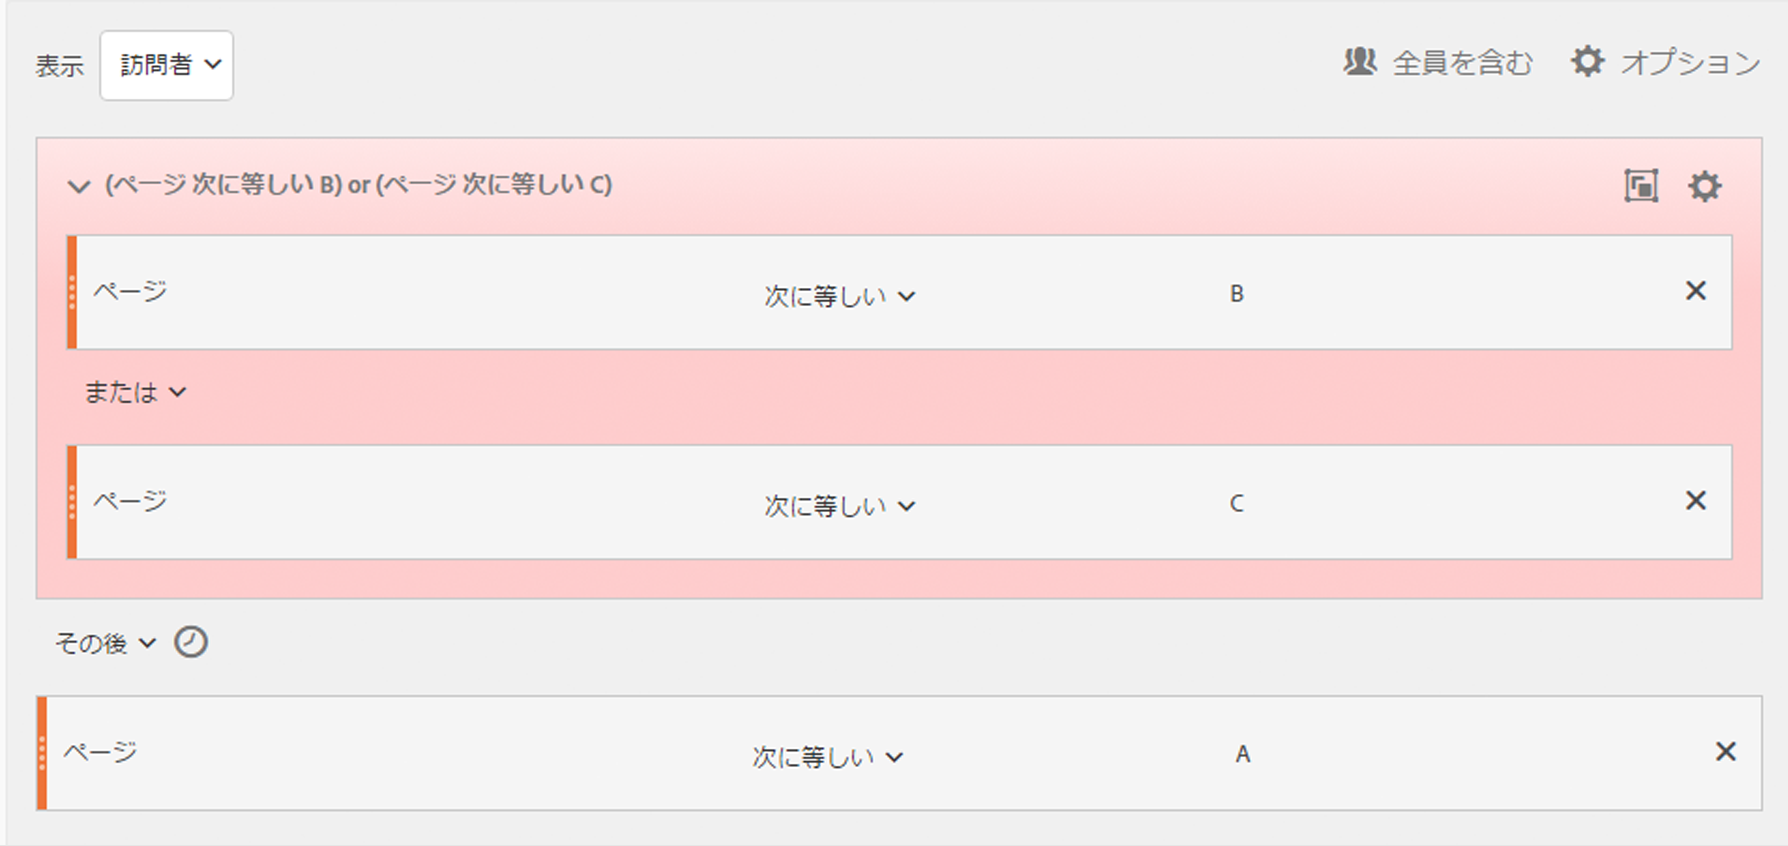 表示 訪問者 全員を含む オプション
(ページ 次に等しい B) or (ページ 次に等しい C)
ページ 次に等しい B
または
ページ 次に等しい C
その後
ページ 次に等しい A